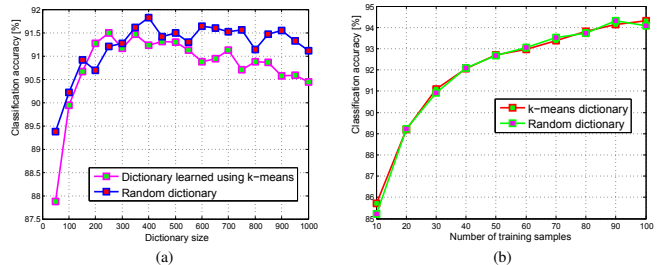 Classification accuracy [%]
92
91.5
91
90.5
90
89.5
89
88.5
88
87.5
0 100 200 300 400 500 600 700 800 900 1000
Dictionary size
Dictionary learned using k-means
Random dictionary
(a)
Classification accuracy [%]
95
94
93
92
91
90
89
88
87
86
85
10 20 30 40 50 60 70 80 90 100
Number of training samples
k-means dictionary
Random dictionary
(b)